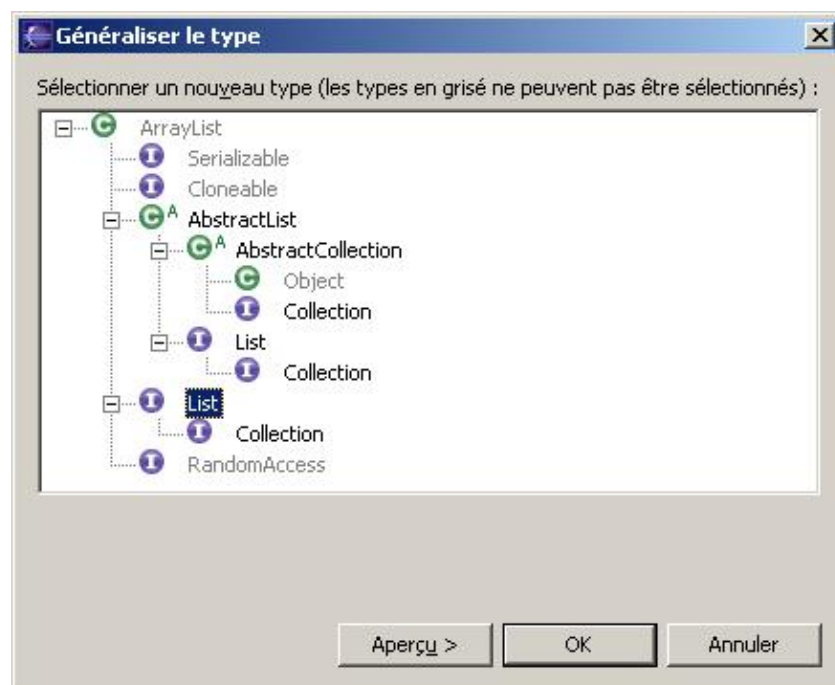 Généraliser le type
Sélectionner un nouveau type (les types en grisé ne peuvent pas être sélectionnés) :
C ArrayList
I Serializable
I Cloneable
C A AbstractList
C A AbstractCollection
C Object
I Collection
I List
I Collection
I List
I Collection
I RandomAccess
Aperçu >
OK
Annuler